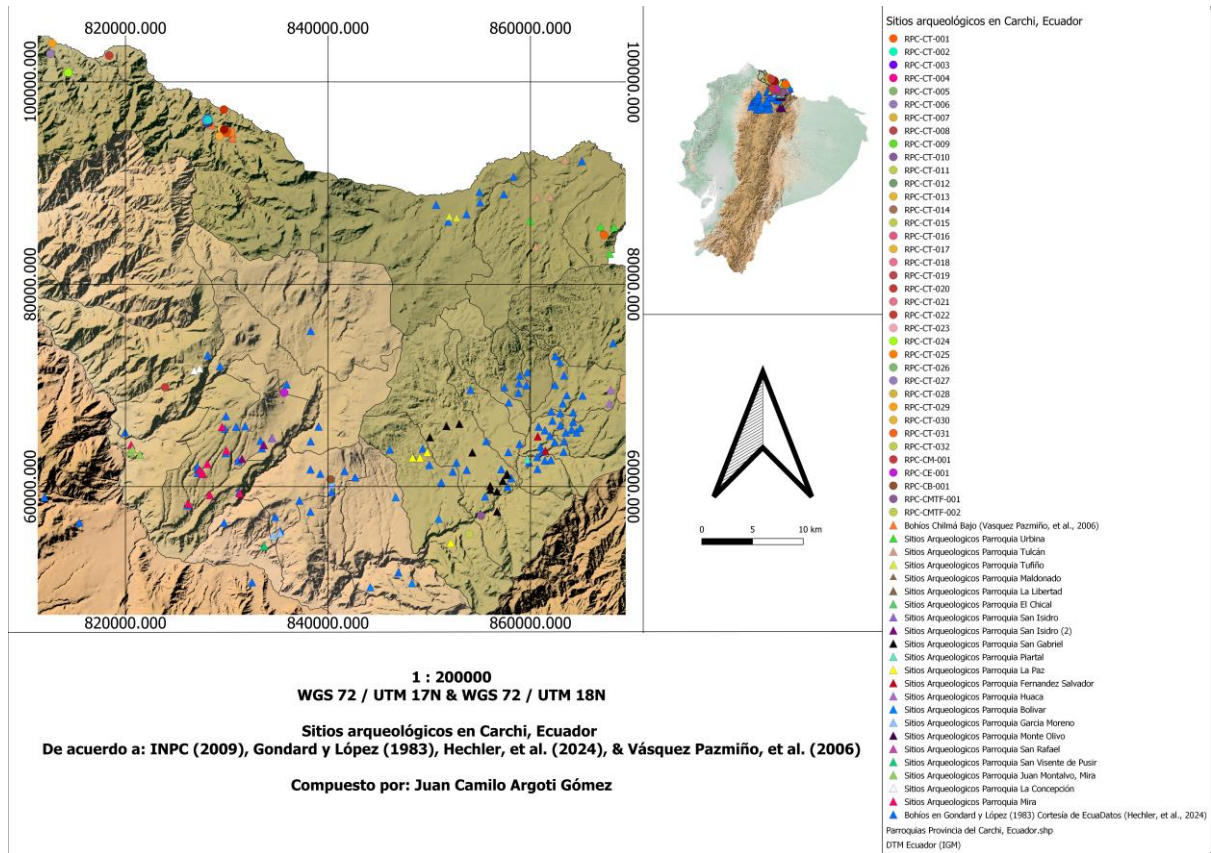 820000.000
840000.000
860000.000
100000.000
100000.000
80000.000
80000.000
60000.000
60000.000
820000.000
840000.000
860000.000
0
5
10 km
1 : 200000
WGS 72 / UTM 17N & WGS 72 / UTM 18N
Sitios arqueológicos en Carchi, Ecuador
De acuerdo a: INPC (2009), Gondard y López (1983), Hechler, et al. (2024), & Vásquez Pazmiño, et al. (2006)
Compuesto por: Juan Camilo Argoti Gómez
Sitios arqueológicos en Carchi, Ecuador
RPC-CT-001
RPC-CT-002
RPC-CT-003
RPC-CT-004
RPC-CT-005
RPC-CT-006
RPC-CT-007
RPC-CT-008
RPC-CT-009
RPC-CT-010
RPC-CT-011
RPC-CT-012
RPC-CT-013
RPC-CT-014
RPC-CT-015
RPC-CT-016
RPC-CT-017
RPC-CT-018
RPC-CT-019
RPC-CT-020
RPC-CT-021
RPC-CT-022
RPC-CT-023
RPC-CT-024
RPC-CT-025
RPC-CT-026
RPC-CT-027
RPC-CT-028
RPC-CT-029
RPC-CT-030
RPC-CT-031
RPC-CT-032
RPC-CM-001
RPC-CE-001
RPC-CB-001
RPC-CMTF-001
RPC-CMTF-002
Bohíos Chilmá Bajo (Vasquez Pazmiño, et al., 2006)
Sitios Arqueologicos Parroquia Urbina
Sitios Arqueologicos Parroquia Tulcán
Sitios Arqueologicos Parroquia Tufiño
Sitios Arqueologicos Parroquia Maldonado
Sitios Arqueologicos Parroquia La Libertad
Sitios Arqueologicos Parroquia El Chical
Sitios Arqueologicos Parroquia San Isidro
Sitios Arqueologicos Parroquia San Isidro (2)
Sitios Arqueologicos Parroquia San Gabriel
Sitios Arqueologicos Parroquia Piartal
Sitios Arqueologicos Parroquia La Paz
Sitios Arqueologicos Parroquia Fernandez Salvador
Sitios Arqueologicos Parroquia Huaca
Sitios Arqueologicos Parroquia Bolivar
Sitios Arqueologicos Parroquia Garcia Moreno
Sitios Arqueologicos Parroquia Monte Olivo
Sitios Arqueologicos Parroquia San Rafael
Sitios Arqueologicos Parroquia San Visente de Pusir
Sitios Arqueologicos Parroquia Juan Montalvo, Mira
Sitios Arqueologicos Parroquia La Concepción
Sitios Arqueologicos Parroquia Mira
Bohíos en Gondard y López (1983) Cortesía de EcuaDatos (Hechler, et al., 2024)
Parroquias Provincia del Carchi, Ecuador.shp
DTM Ecuador (IGM)